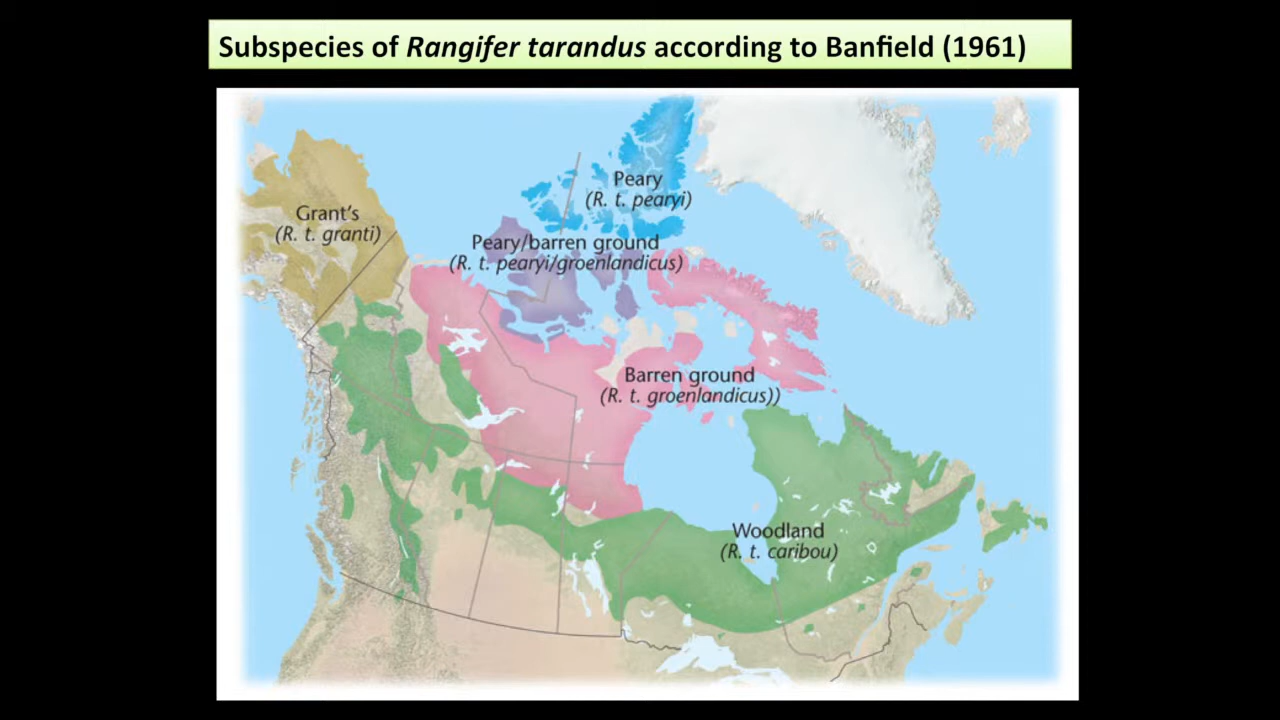 Subspecies of Rangifer tarandus according to Banfield (1961)
Peary
(R. t. pearyi)
Grant's
(R. t. granti)
Peary/barren ground
(R. t. pearyi/groenlandicus)
Barren ground
(R. t. groenlandicus))
Woodland
(R. t. caribou)